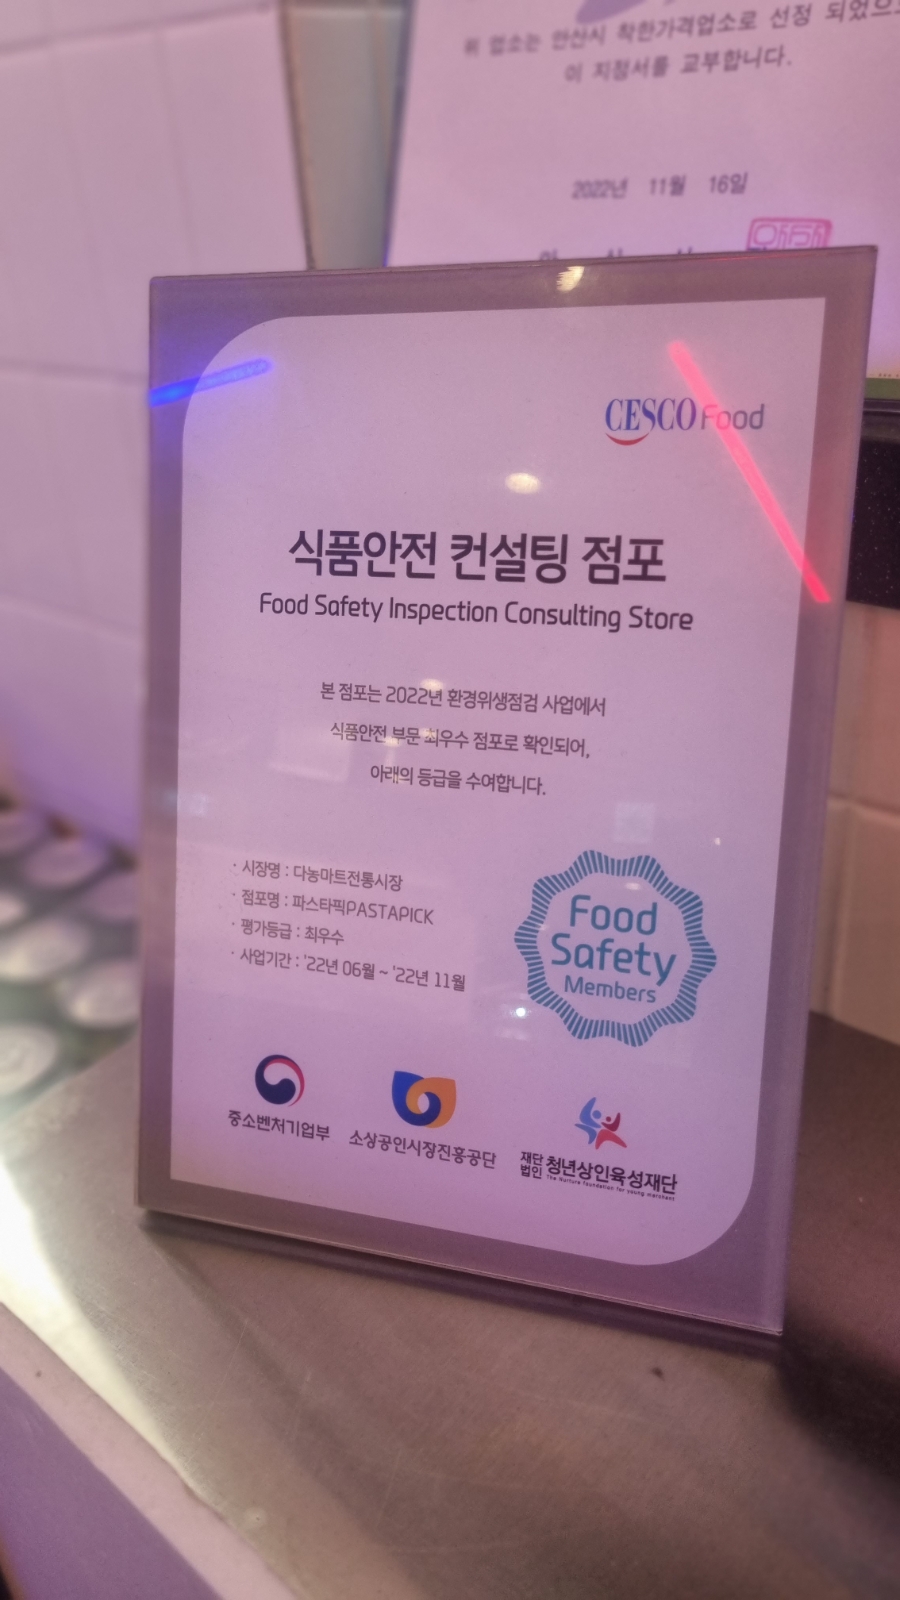 위 업소는 안산시 착한가격업소로 선정 되었으
이 지정서를 교부합니다.
2022년 11월 16일
CESCO Food
식품안전 컨설팅 점포
Food Safety Inspection Consulting Store
본 점포는 2022년 환경위생점검 사업에서
식품안전 부문 최우수 점포로 확인되어,
아래의 등급을 수여합니다.
· 시장명 : 다농마트전통시장
· 점포명 : 파스타픽PASTAPICK
· 평가등급 : 최우수
· 사업기간 : '22년 06월 ~ '22년 11월
Food
Safety
Members
중소벤처기업부
소상공인시장진흥공단
재단법인 청년상인육성재단
The Nurture foundation for young merchant